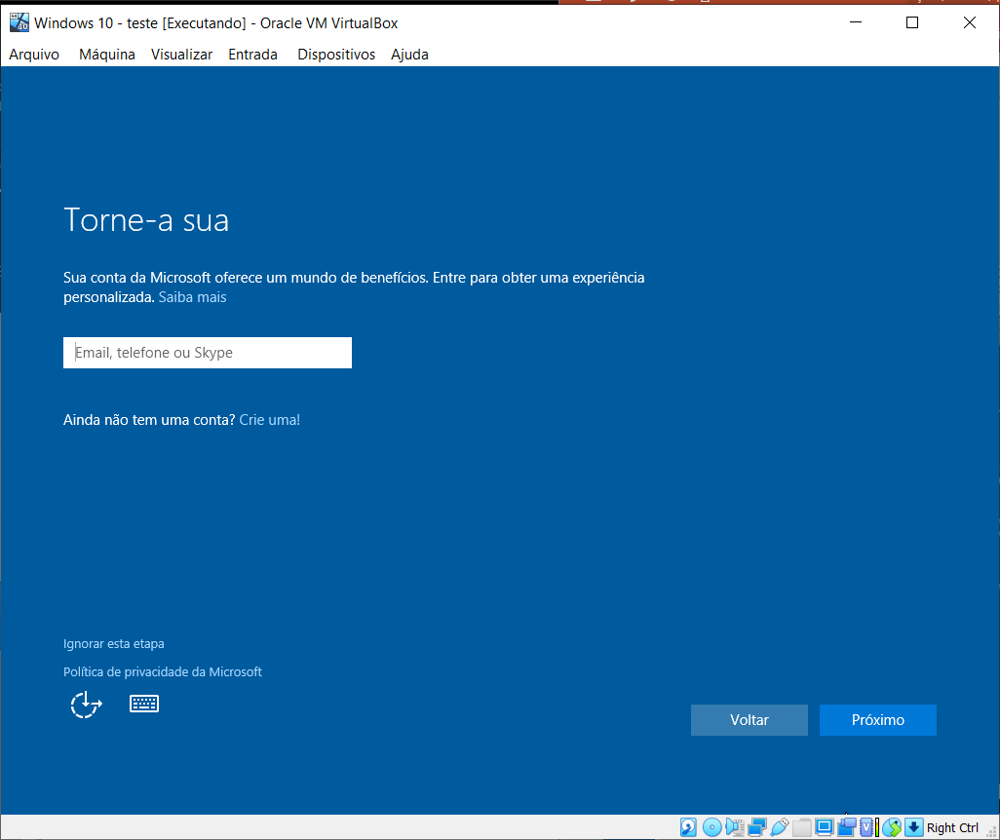 Windows 10 - teste [Executando] - Oracle VM VirtualBox
Arquivo Máquina Visualizar Entrada Dispositivos Ajuda
Torne-a sua
Sua conta da Microsoft oferece um mundo de benefícios. Entre para obter uma experiência
personalizada. Saiba mais
Email, telefone ou Skype
Ainda não tem uma conta? Crie uma!
Ignorar esta etapa
Política de privacidade da Microsoft
Voltar Próximo
Right Ctrl